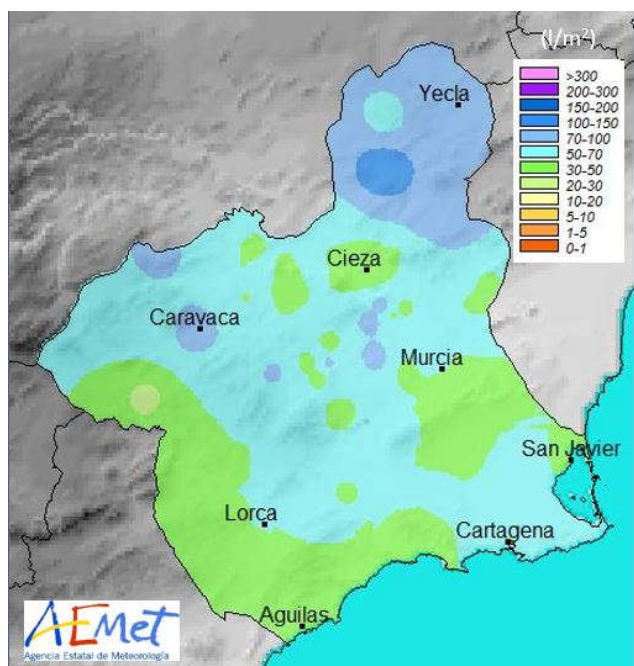 (l/m²)
>300
200-300
150-200
100-150
70-100
50-70
30-50
20-30
10-20
5-10
1-5
0-1
Yecla
Cieza
Caravaca
Murcia
San Javier
Lorca
Cartagena
Aguilas
AEMet
Agencia Estatal de Meteorología